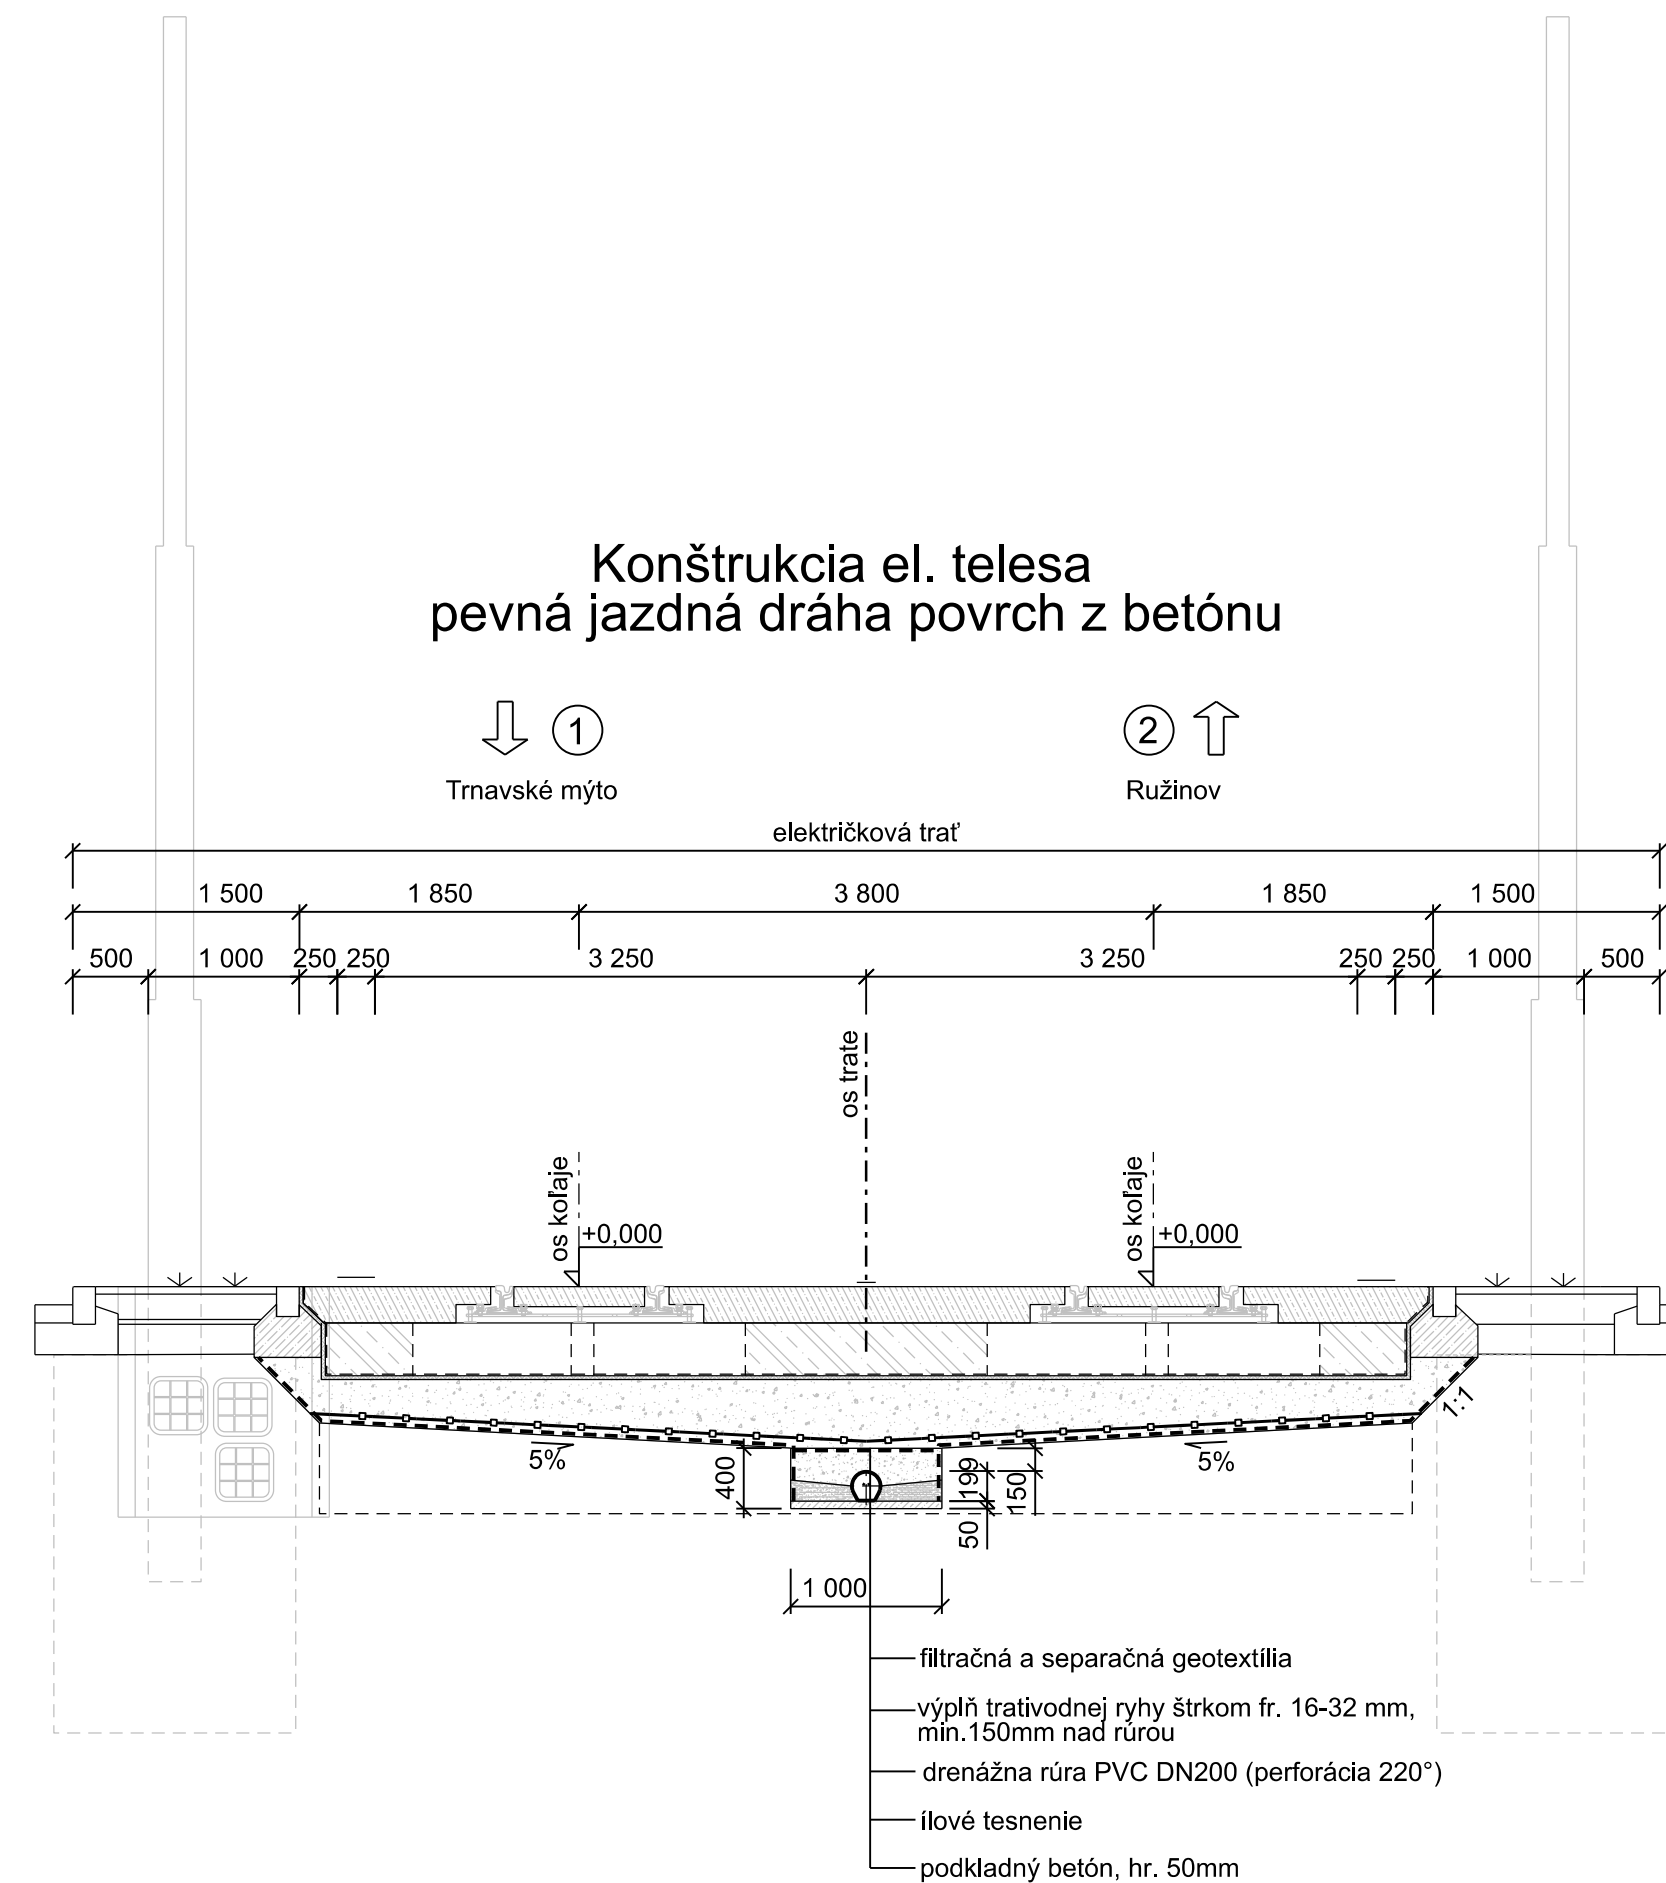 Konštrukcia el. telesa
pevná jazdná dráha povrch z betónu
1
2
Trnavské mýto
Ružinov
električková trať
1 500
1 850
3 800
1 850
1 500
500
1 000
250
250
3 250
3 250
250
250
1 000
500
os trate
os koľaje
os koľaje
+0,000
+0,000
1:1
5%
5%
400
199
150
50
1 000
filtračná a separačná geotextília
výplň trativodnej ryhy štrkom fr. 16-32 mm,
min.150mm nad rúrou
drenážna rúra PVC DN200 (perforácia 220°)
ílové tesnenie
podkladný betón, hr. 50mm